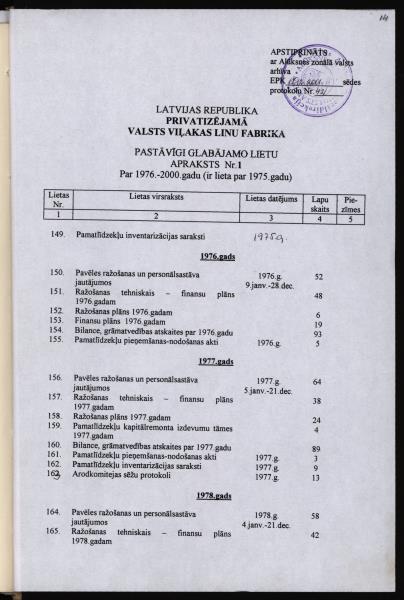 APSTIPRINĀTS
ar Alūksnes zonālā valsts
arhīva
EPK sēdes
protokolu Nr.
LATVIJAS REPUBLIKA
PRIVATIZĒJAMĀ
VALSTS VIĻAKAS LINU FABRIKA
PASTĀVĪGI GLABĀJAMO LIETU
APRAKSTS Nr.1
Par 1976.-2000.gadu (ir lieta par 1975.gadu)
Lietas Nr. Lietas virsraksts Lietas datējums Lapu skaits Piezīmes
1 2 3 4 5
149. Pamatlīdzekļu inventarizācijas saraksti 1975g.
1976.gads
150. Pavēles ražošanas un personālsastāva 1976.g. 52
jautājumos 9.janv.-28.dec.
151. Ražošanas tehniskais – finansu plāns 48
1976.gadam
152. Ražošanas plāns 1976.gadam 6
153. Finansu plāns 1976.gadam 19
154. Bilance, grāmatvedības atskaites par 1976.gadu 93
155. Pamatlīdzekļu pieņemšanas-nodošanas akti 1976.g. 5
1977.gads
156. Pavēles ražošanas un personālsastāva 1977.g. 64
jautājumos 5.janv.-21.dec.
157. Ražošanas tehniskais – finansu plāns 38
1977.gadam
158. Ražošanas plāns 1977.gadam 24
159. Pamatlīdzekļu kapitālremonta izdevumu tāmes 4
1977.gadam
160. Bilance, grāmatvedības atskaites par 1977.gadu 89
161. Pamatlīdzekļu pieņemšanas-nodošanas akti 1977.g. 3
162. Pamatlīdzekļu inventarizācijas saraksti 1977.g. 9
163. Arodkomitejas sēžu protokoli 1977.g. 13
1978.gads
164. Pavēles ražošanas un personālsastāva 1978.g. 58
jautājumos 4.janv.-21.dec.
165. Ražošanas tehniskais – finansu plāns 42
1978.gadam